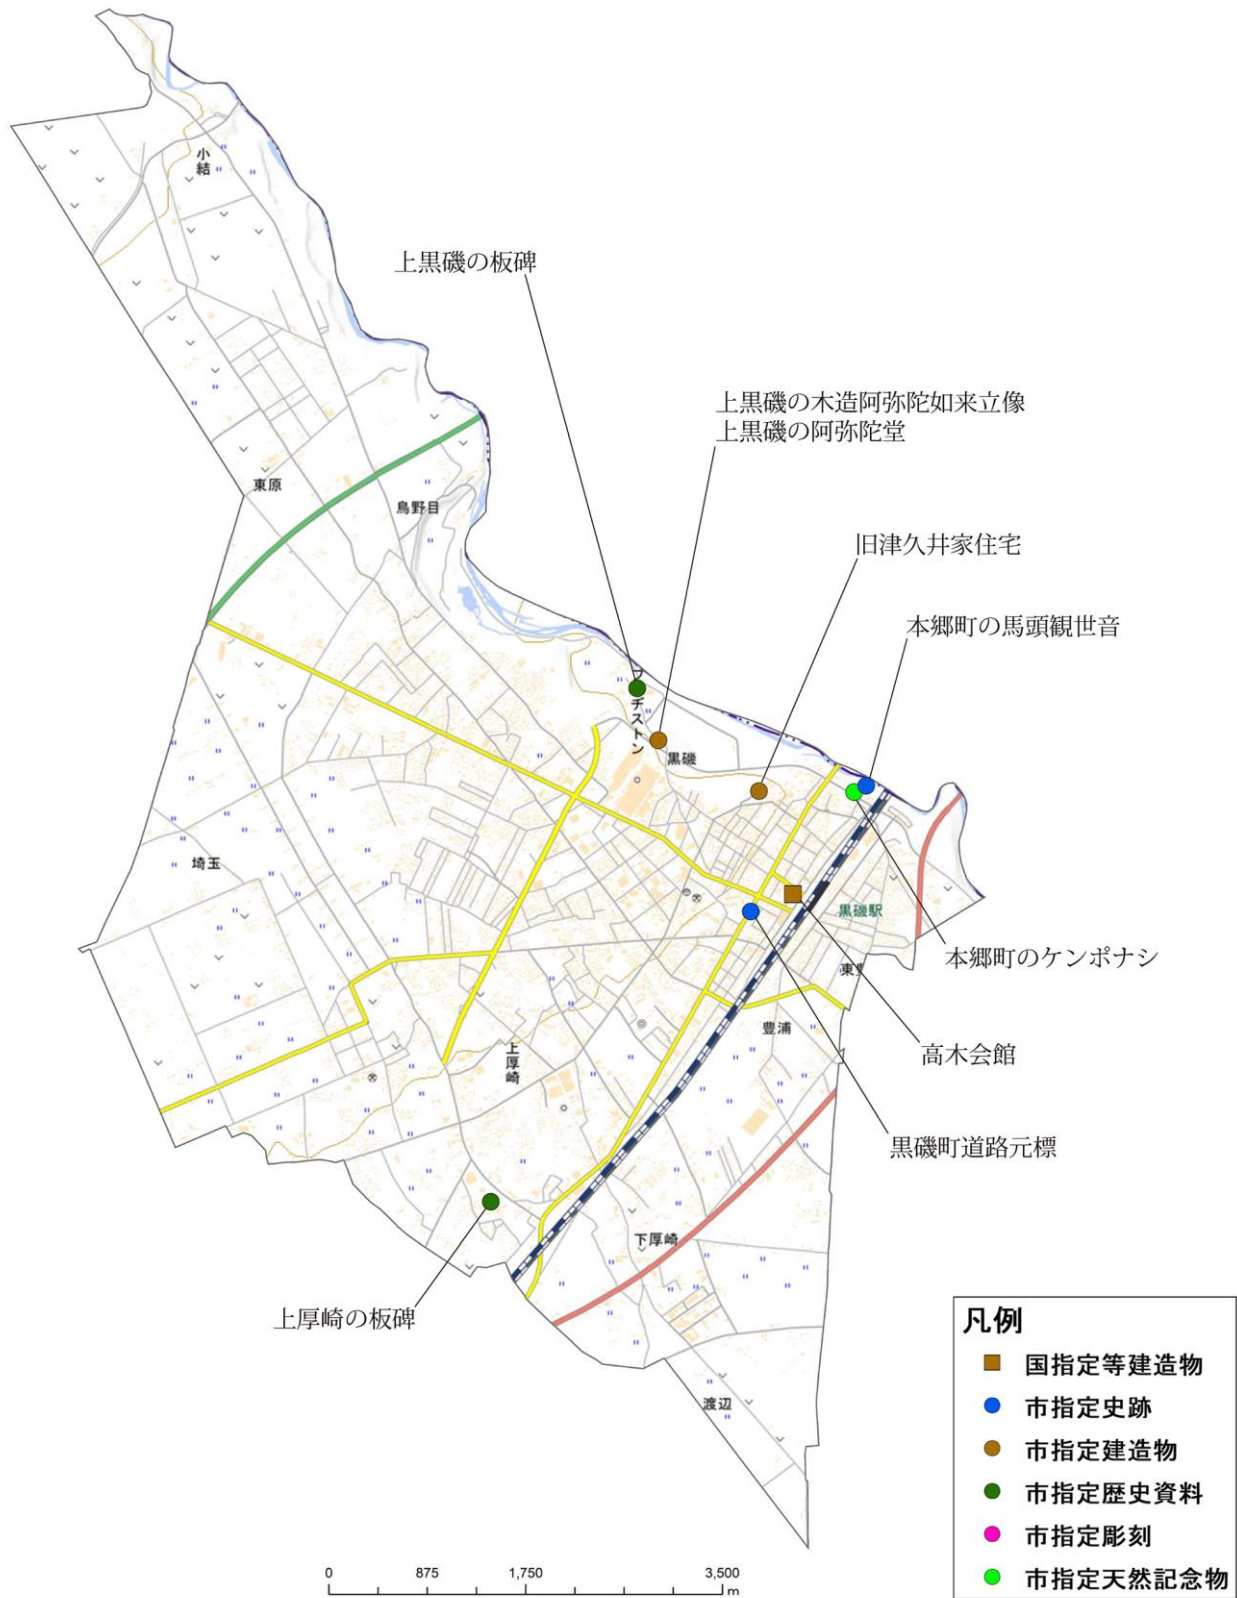 小結
上黒磯の板碑
上黒磯の木造阿弥陀如来立像
上黒磯の阿弥陀堂
東原
鳥野目
旧津久井家住宅
本郷町の馬頭観世音
チストン
黒磯
埼玉
黒磯駅
本郷町のケンポナシ
豊浦
上厚崎
高木会館
黒磯町道路元標
下厚崎
上厚崎の板碑
渡辺
凡例
国指定等建造物
市指定史跡
市指定建造物
市指定歴史資料
市指定彫刻
市指定天然記念物
0 875 1,750 3,500
m